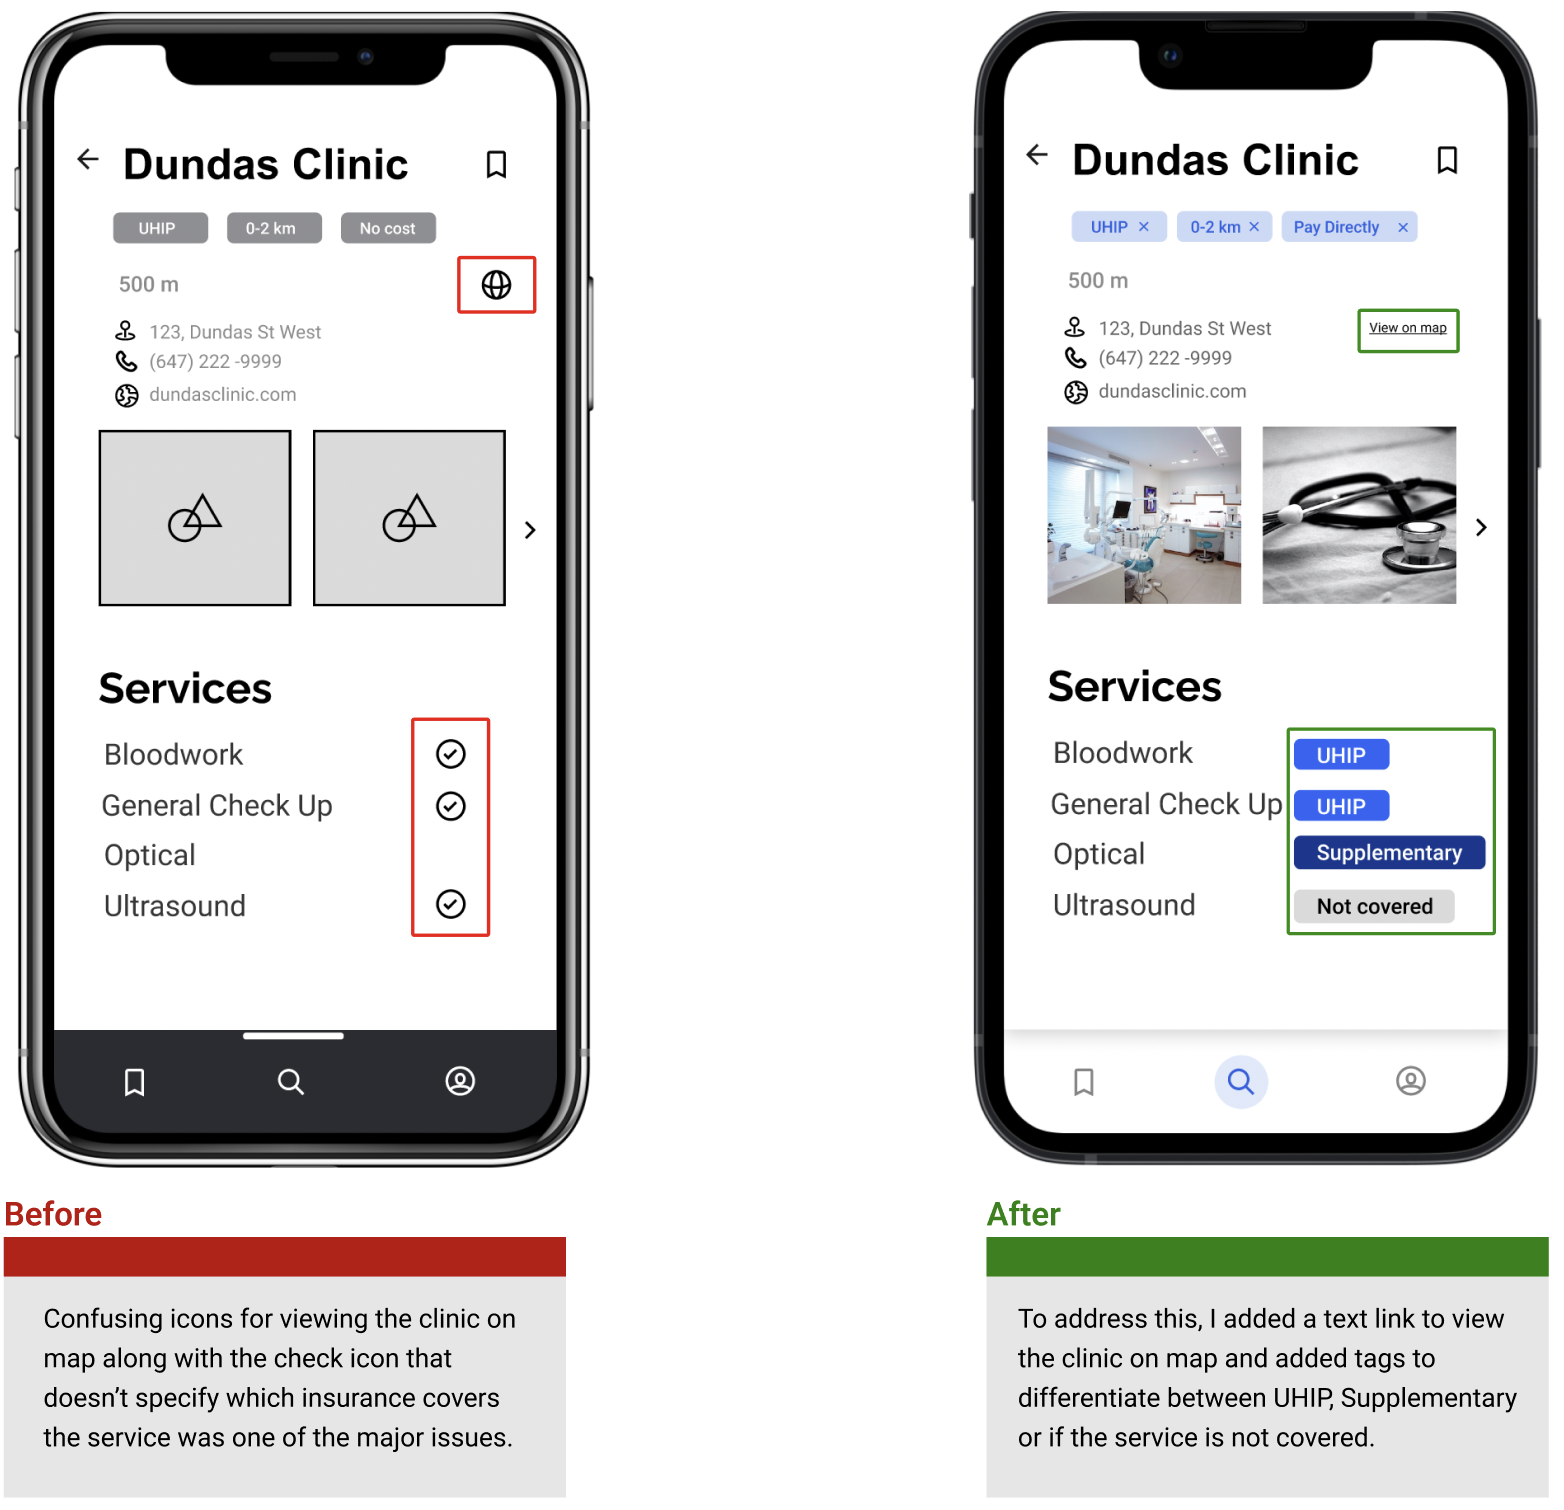 Dundas Clinic
UHIP
0-2 km
No cost
500 m
123, Dundas St West
(647) 222 -9999
dundasclinic.com
Services
Bloodwork
General Check Up
Optical
Ultrasound
Before
Confusing icons for viewing the clinic on
map along with the check icon that
doesn't specify which insurance covers
the service was one of the major issues.
Dundas Clinic
UHIP ×
0-2 km ×
Pay Directly ×
500 m
123, Dundas St West
View on map
(647) 222 -9999
dundasclinic.com
Services
Bloodwork UHIP
General Check Up UHIP
Optical Supplementary
Ultrasound Not covered
After
To address this, I added a text link to view
the clinic on map and added tags to
differentiate between UHIP, Supplementary
or if the service is not covered.